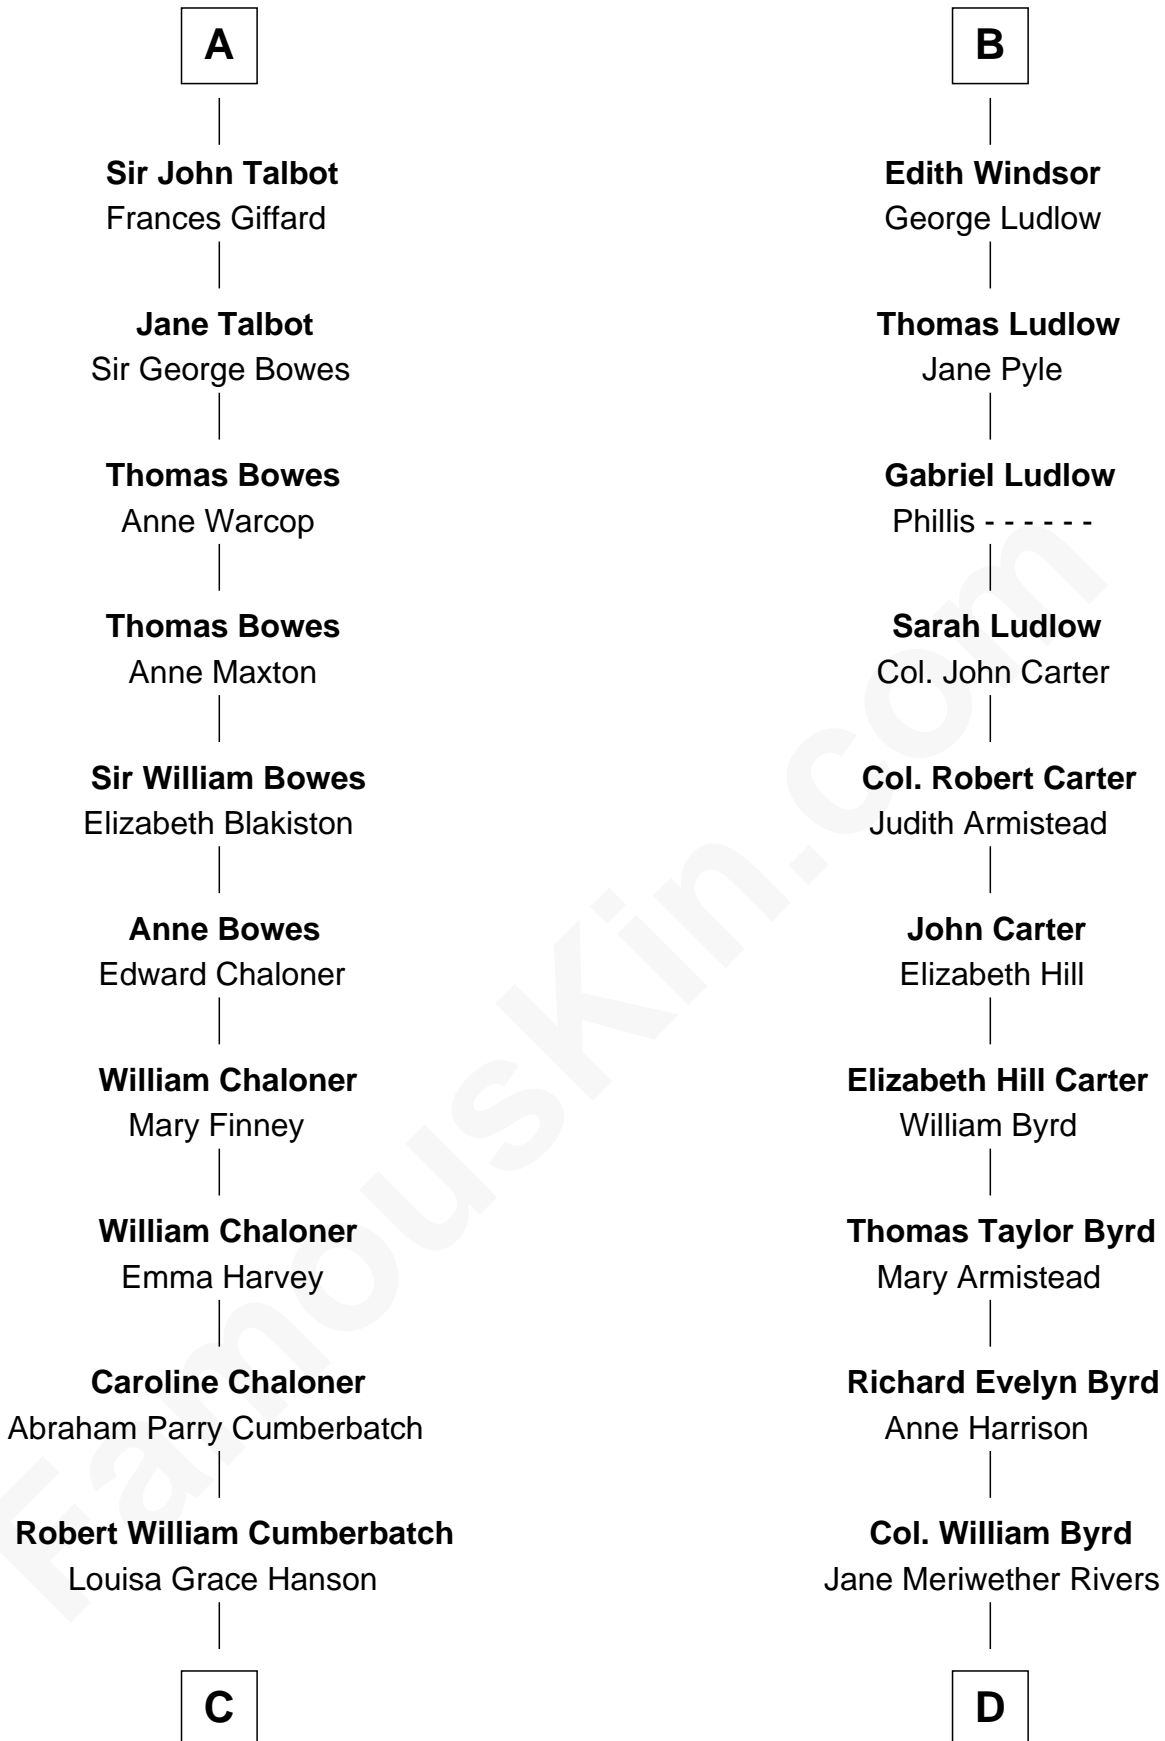 A
Sir John Talbot
Frances Giffard
Jane Talbot
Sir George Bowes
Thomas Bowes
Anne Warcop
Thomas Bowes
Anne Maxton
Sir William Bowes
Elizabeth Blakiston
Anne Bowes
Edward Chaloner
William Chaloner
Mary Finney
William Chaloner
Emma Harvey
Caroline Chaloner
Abraham Parry Cumberbatch
Robert William Cumberbatch
Louisa Grace Hanson
C
B
Edith Windsor
George Ludlow
Thomas Ludlow
Jane Pyle
Gabriel Ludlow
Phillis - - - - - -
Sarah Ludlow
Col. John Carter
Col. Robert Carter
Judith Armistead
John Carter
Elizabeth Hill
Elizabeth Hill Carter
William Byrd
Thomas Taylor Byrd
Mary Armistead
Richard Evelyn Byrd
Anne Harrison
Col. William Byrd
Jane Meriwether Rivers
D
FamousKin.com